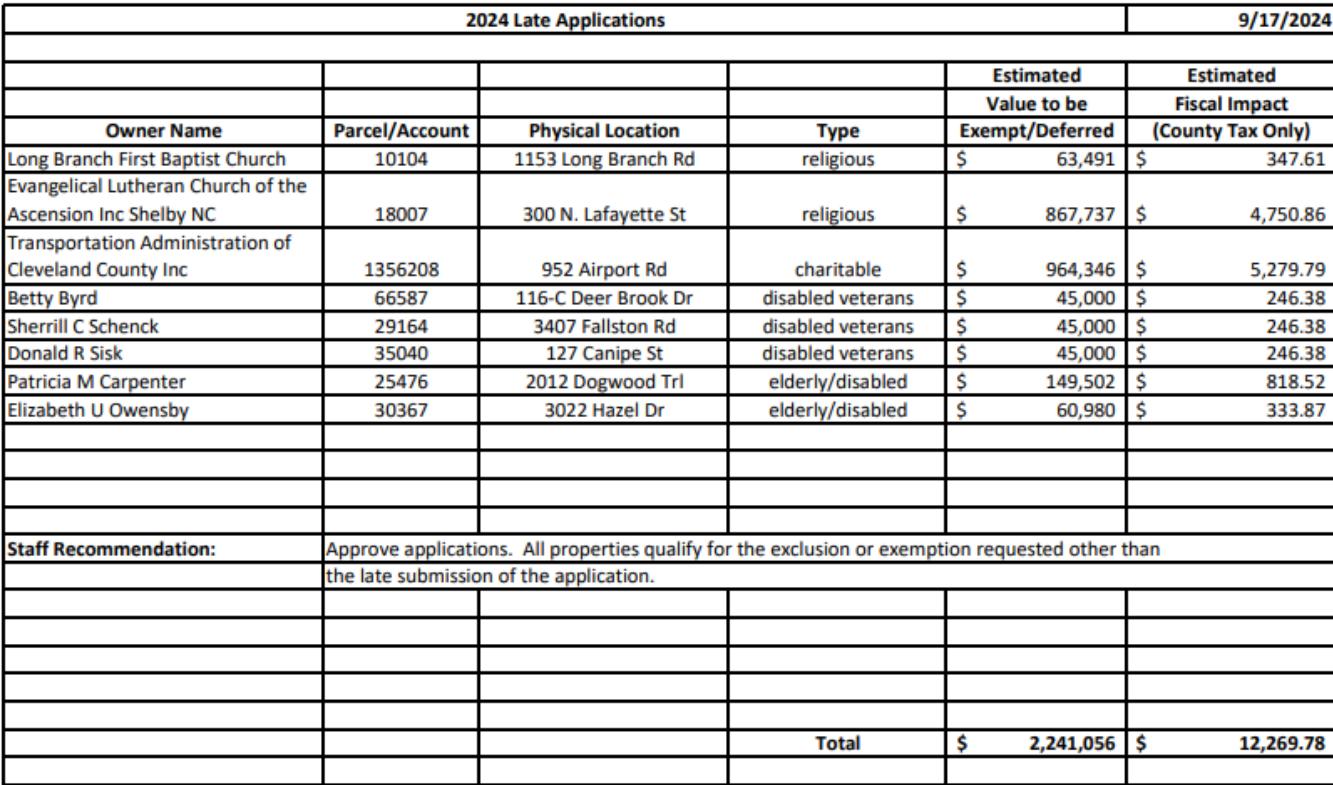 2024 Late Applications 9/17/2024
Estimated Estimated
Value to be Fiscal Impact
Owner Name Parcel/Account Physical Location Type Exempt/Deferred (County Tax Only)
Long Branch First Baptist Church 10104 1153 Long Branch Rd religious $ 63,491 $ 347.61
Evangelical Lutheran Church of the
Ascension Inc Shelby NC 18007 300 N. Lafayette St religious $ 867,737 $ 4,750.86
Transportation Administration of
Cleveland County Inc 1356208 952 Airport Rd charitable $ 964,346 $ 5,279.79
Betty Byrd 66587 116-C Deer Brook Dr disabled veterans $ 45,000 $ 246.38
Sherrill C Schenck 29164 3407 Fallston Rd disabled veterans $ 45,000 $ 246.38
Donald R Sisk 35040 127 Canipe St disabled veterans $ 45,000 $ 246.38
Patricia M Carpenter 25476 2012 Dogwood Trl elderly/disabled $ 149,502 $ 818.52
Elizabeth U Owensby 30367 3022 Hazel Dr elderly/disabled $ 60,980 $ 333.87
Staff Recommendation: Approve applications. All properties qualify for the exclusion or exemption requested other than
the late submission of the application.
Total $ 2,241,056 $ 12,269.78